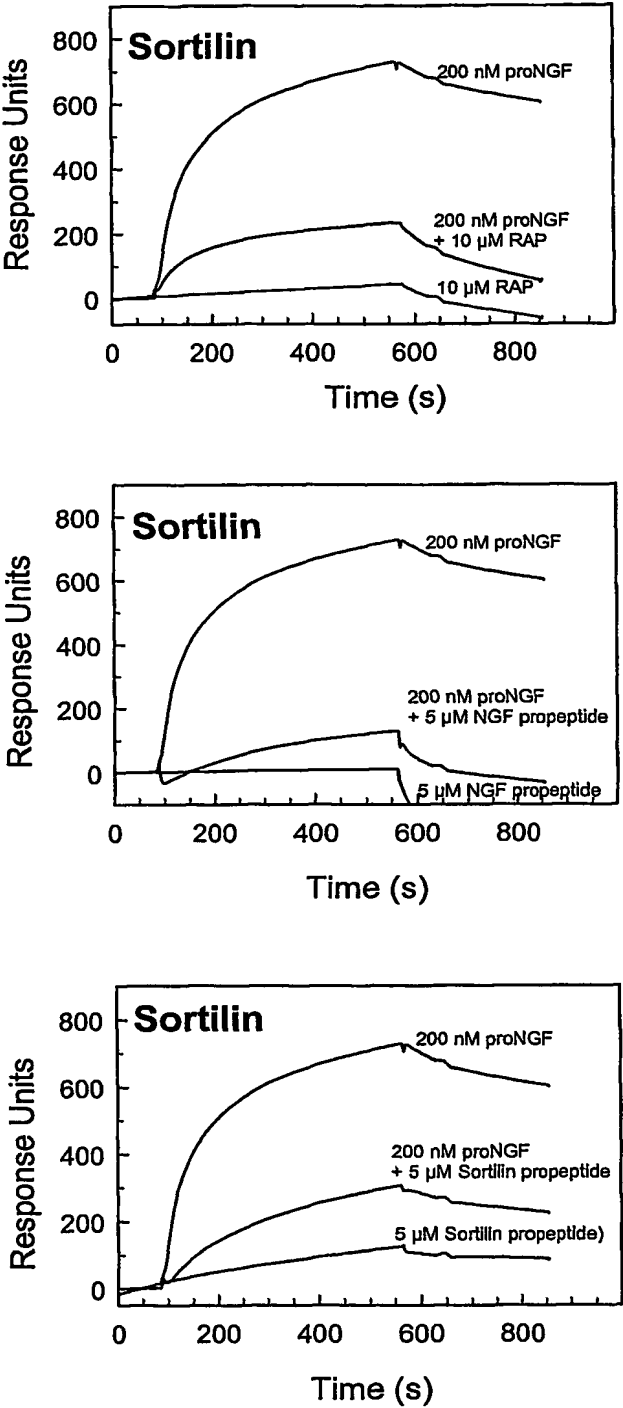 Sortilin
Response Units
800
600
400
200
0
200 nM proNGF
200 nM proNGF
+ 10 µM RAP
10 µM RAP
0 200 400 600 800
Time (s)
Sortilin
Response Units
800
600
400
200
0
200 nM proNGF
200 nM proNGF
+ 5 µM NGF propeptide
5 µM NGF propeptide
0 200 400 600 800
Time (s)
Sortilin
Response Units
800
600
400
200
0
200 nM proNGF
200 nM proNGF
+ 5 µM Sortilin propeptide
5 µM Sortilin propeptide)
0 200 400 600 800
Time (s)